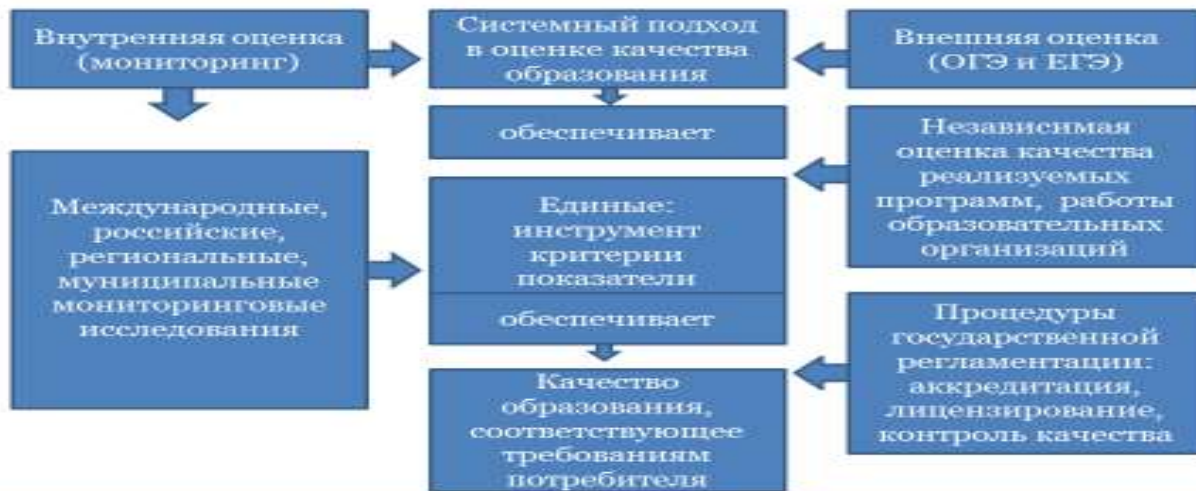 Внутренняя оценка
(мониторинг)
Системный подход
в оценке качества
образования
Внешняя оценка
(ОГЭ и ЕГЭ)
обеспечивает
Независимая
оценка качества
реализуемых
программ, работы
образовательных
организаций
Международные,
российские,
региональные,
муниципальные
мониторинговые
исследования
Единые:
инструмент
критерии
показатели
обеспечивает
Процедуры
государственной
регламентации:
аккредитация,
лицензирование,
контроль качества
Качество
образования,
соответствующее
требованиям
потребителя